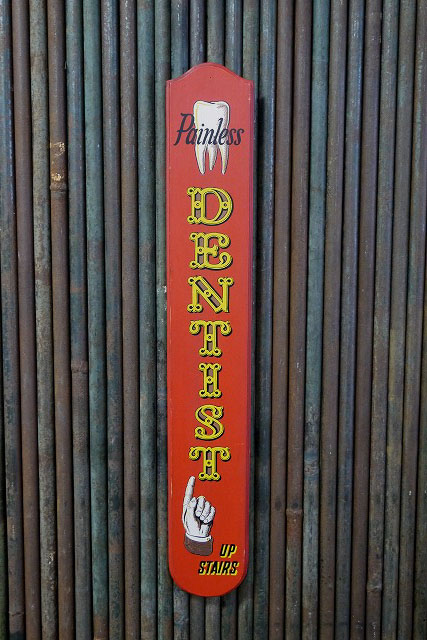 Painless
DENTIST
UP
STAIRS